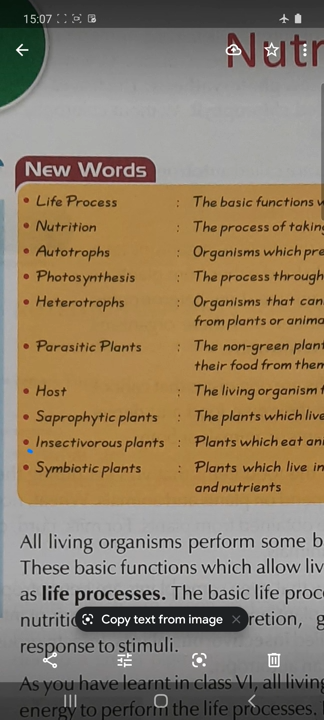 15:07
Nutr
New Words
• Life Process : The basic functions
• Nutrition : The process of taking
• Autotrophs : Organisms which pre
• Photosynthesis : The process through
• Heterotrophs : Organisms that can
from plants or anima
• Parasitic Plants : The non-green plant
their food from them
• Host : The living organism
• Saprophytic plants : The plants which live
• Insectivorous plants : Plants which eat ani
• Symbiotic plants : Plants which live in
and nutrients
All living organisms perform some b
These basic functions which allow liv
as life processes. The basic life proc
nutriti retion, g
Copy text from image
response to stimuli.
As you have learnt in class VI, all living
energy to perform the life processes.